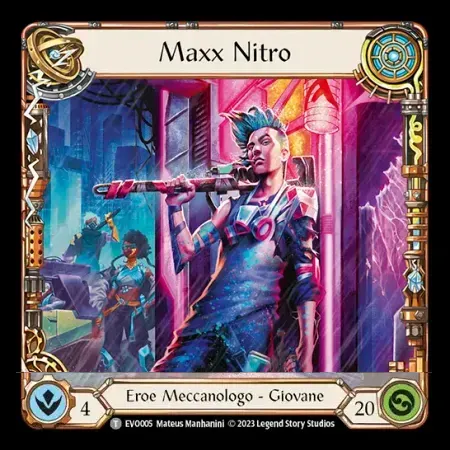 Maxx Nitro
4
Eroe Meccanologo - Giovane
20
T EVO005 Mateus Manhanini © 2023 Legend Story Studios